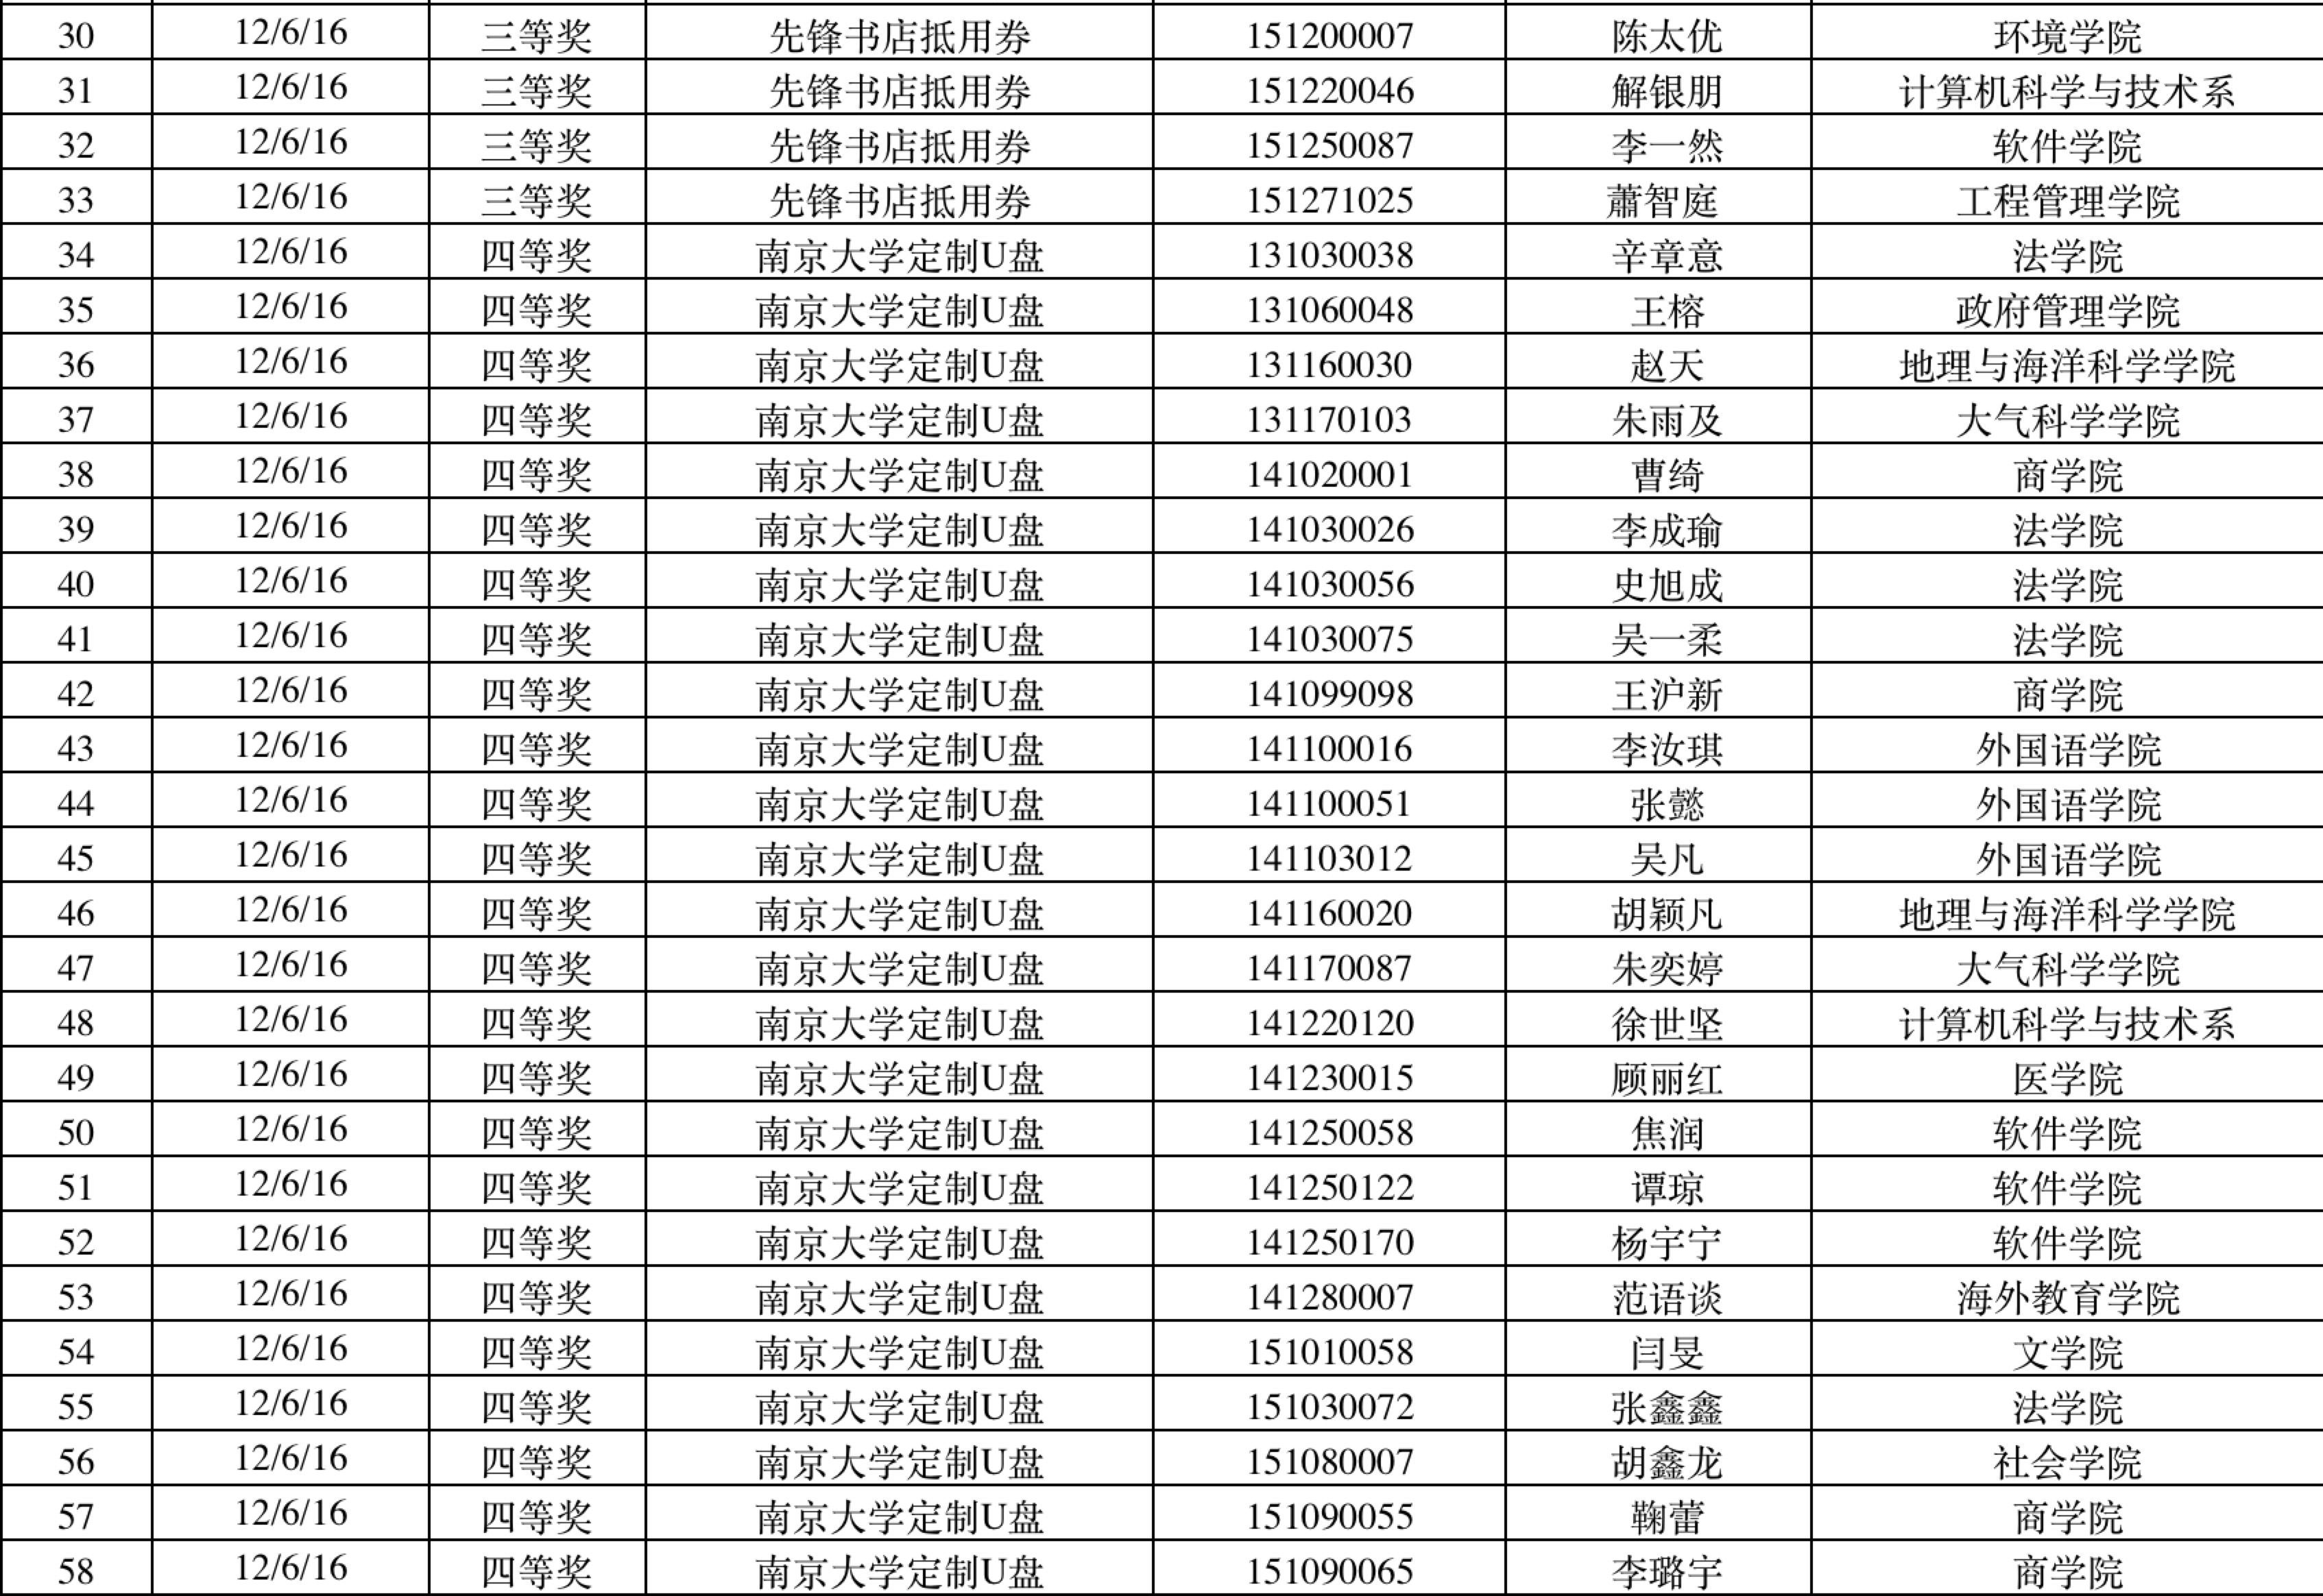 30 12/6/16 三等奖 先锋书店抵用券 151200007 陈太优 环境学院
31 12/6/16 三等奖 先锋书店抵用券 151220046 解银朋 计算机科学与技术系
32 12/6/16 三等奖 先锋书店抵用券 151250087 李一然 软件学院
33 12/6/16 三等奖 先锋书店抵用券 151271025 蕭智庭 工程管理学院
34 12/6/16 四等奖 南京大学定制U盘 131030038 辛章意 法学院
35 12/6/16 四等奖 南京大学定制U盘 131060048 王榕 政府管理学院
36 12/6/16 四等奖 南京大学定制U盘 131160030 赵天 地理与海洋科学学院
37 12/6/16 四等奖 南京大学定制U盘 131170103 朱雨及 大气科学学院
38 12/6/16 四等奖 南京大学定制U盘 141020001 曹绮 商学院
39 12/6/16 四等奖 南京大学定制U盘 141030026 李成瑜 法学院
40 12/6/16 四等奖 南京大学定制U盘 141030056 史旭成 法学院
41 12/6/16 四等奖 南京大学定制U盘 141030075 吴一柔 法学院
42 12/6/16 四等奖 南京大学定制U盘 141099098 王沪新 商学院
43 12/6/16 四等奖 南京大学定制U盘 141100016 李汝琪 外国语学院
44 12/6/16 四等奖 南京大学定制U盘 141100051 张懿 外国语学院
45 12/6/16 四等奖 南京大学定制U盘 141103012 吴凡 外国语学院
46 12/6/16 四等奖 南京大学定制U盘 141160020 胡颖凡 地理与海洋科学学院
47 12/6/16 四等奖 南京大学定制U盘 141170087 朱奕婷 大气科学学院
48 12/6/16 四等奖 南京大学定制U盘 141220120 徐世坚 计算机科学与技术系
49 12/6/16 四等奖 南京大学定制U盘 141230015 顾丽红 医学院
50 12/6/16 四等奖 南京大学定制U盘 141250058 焦润 软件学院
51 12/6/16 四等奖 南京大学定制U盘 141250122 谭琼 软件学院
52 12/6/16 四等奖 南京大学定制U盘 141250170 杨宇宁 软件学院
53 12/6/16 四等奖 南京大学定制U盘 141280007 范语谈 海外教育学院
54 12/6/16 四等奖 南京大学定制U盘 151010058 闫旻 文学院
55 12/6/16 四等奖 南京大学定制U盘 151030072 张鑫鑫 法学院
56 12/6/16 四等奖 南京大学定制U盘 151080007 胡鑫龙 社会学院
57 12/6/16 四等奖 南京大学定制U盘 151090055 鞠蕾 商学院
58 12/6/16 四等奖 南京大学定制U盘 151090065 李璐宇 商学院